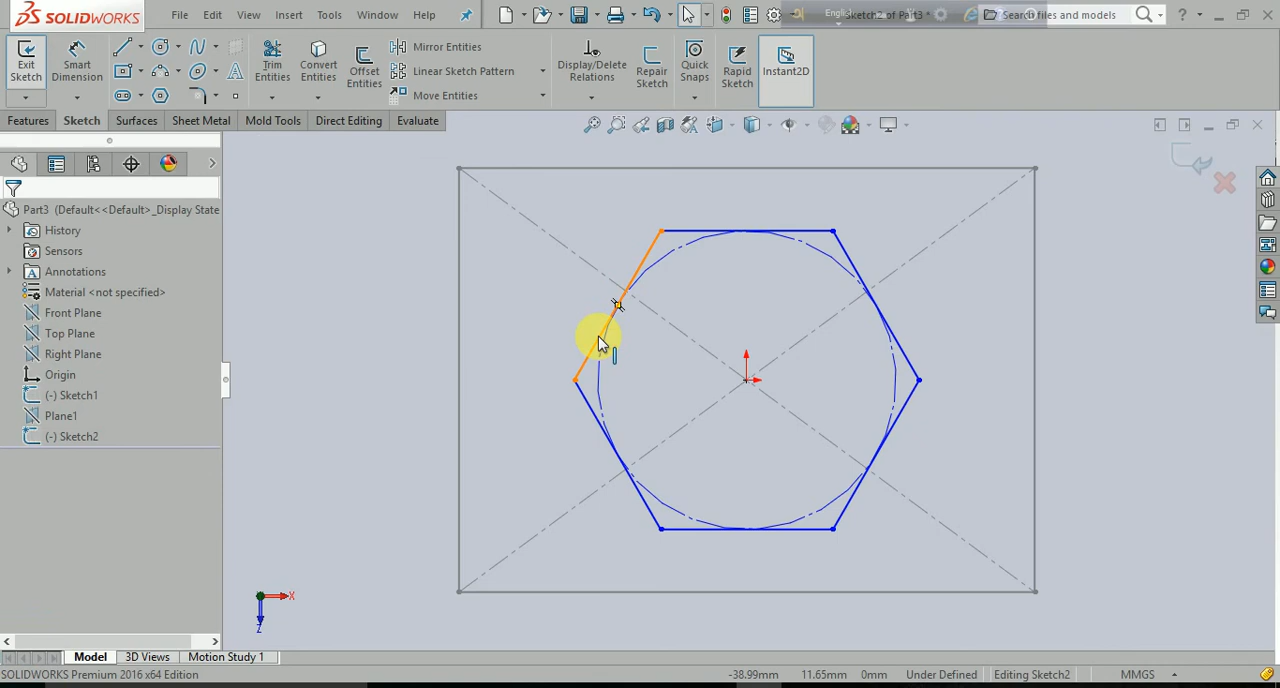 SOLIDWORKS File Edit View Insert Tools Window Help English Sketch2 of Part3 * Search files and models ?
Exit Sketch
Smart Dimension
Trim Entities
Convert Entities
Offset Entities
Mirror Entities
Linear Sketch Pattern
Move Entities
Display/Delete Relations
Repair Sketch
Quick Snaps
Rapid Sketch
Instant2D
Features Sketch Surfaces Sheet Metal Mold Tools Direct Editing Evaluate
Part3 (Default<<Default>_Display State
History
Sensors
Annotations
Material <not specified>
Front Plane
Top Plane
Right Plane
Origin
(-) Sketch1
Plane1
(-) Sketch2
X
Z
Model 3D Views Motion Study 1
SOLIDWORKS Premium 2016 x64 Edition -38.99mm 11.65mm 0mm Under Defined Editing Sketch2 MMGS